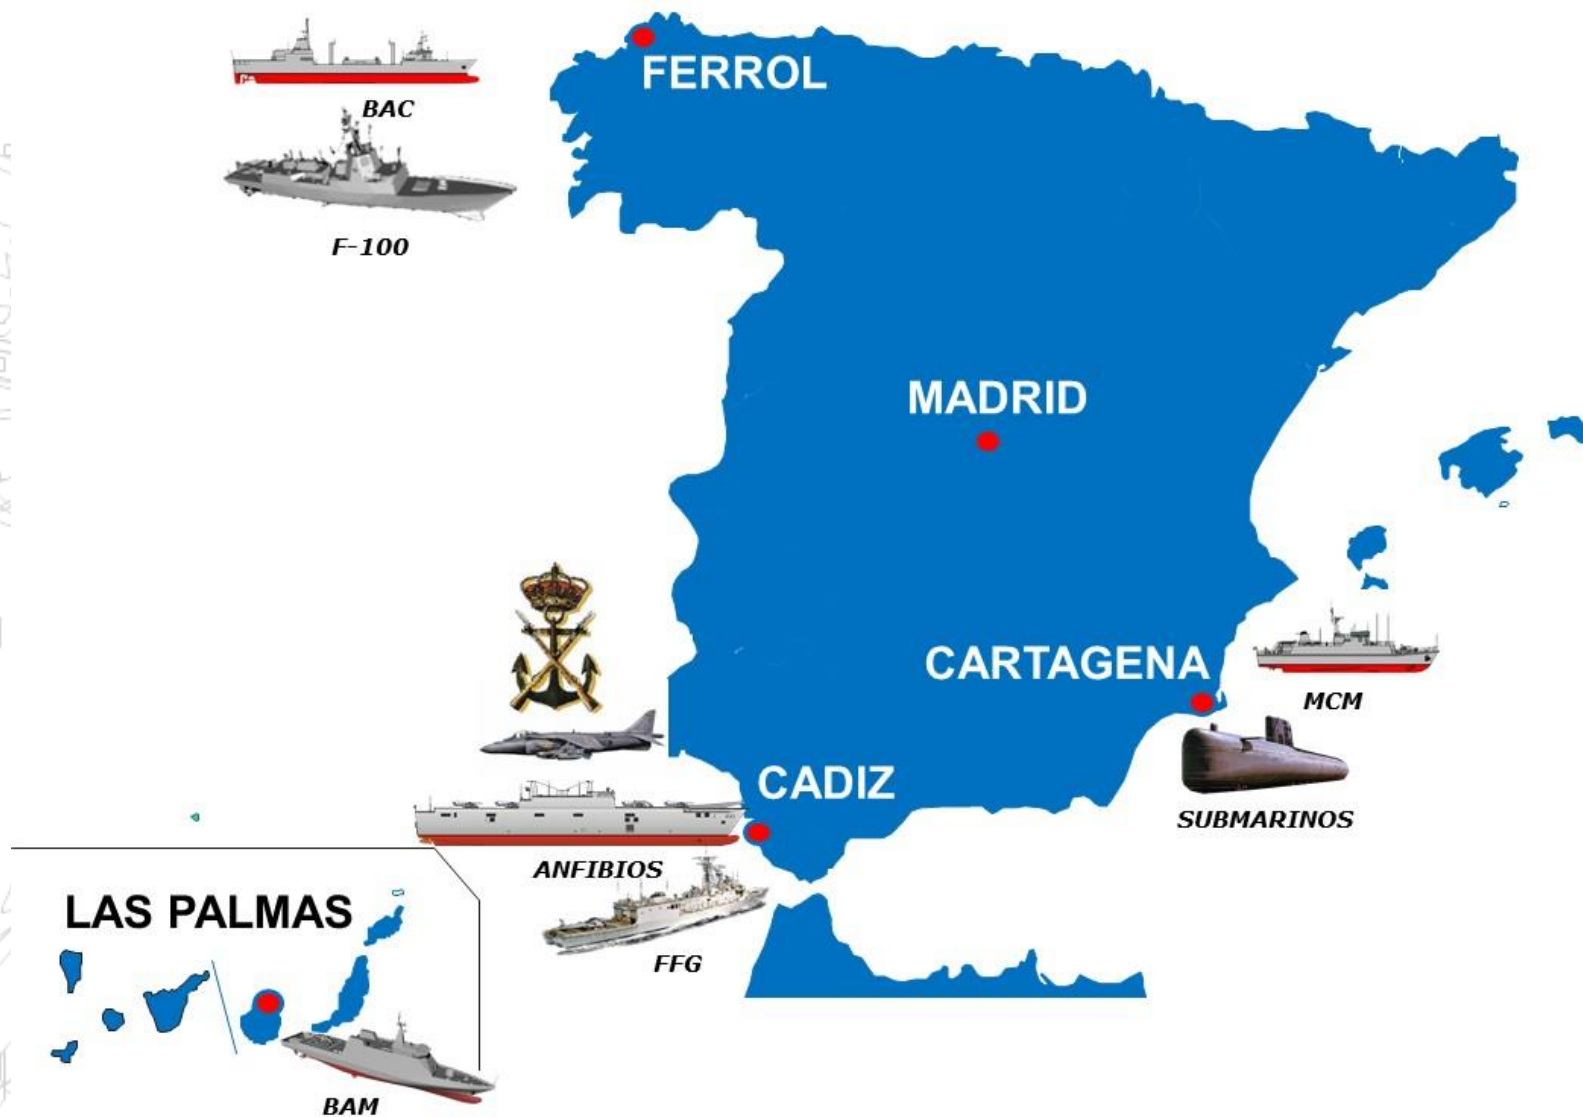 FERROL
BAC
F-100
MADRID
CARTAGENA
MCM
CADIZ
SUBMARINOS
ANFIBIOS
LAS PALMAS
FFG
BAM